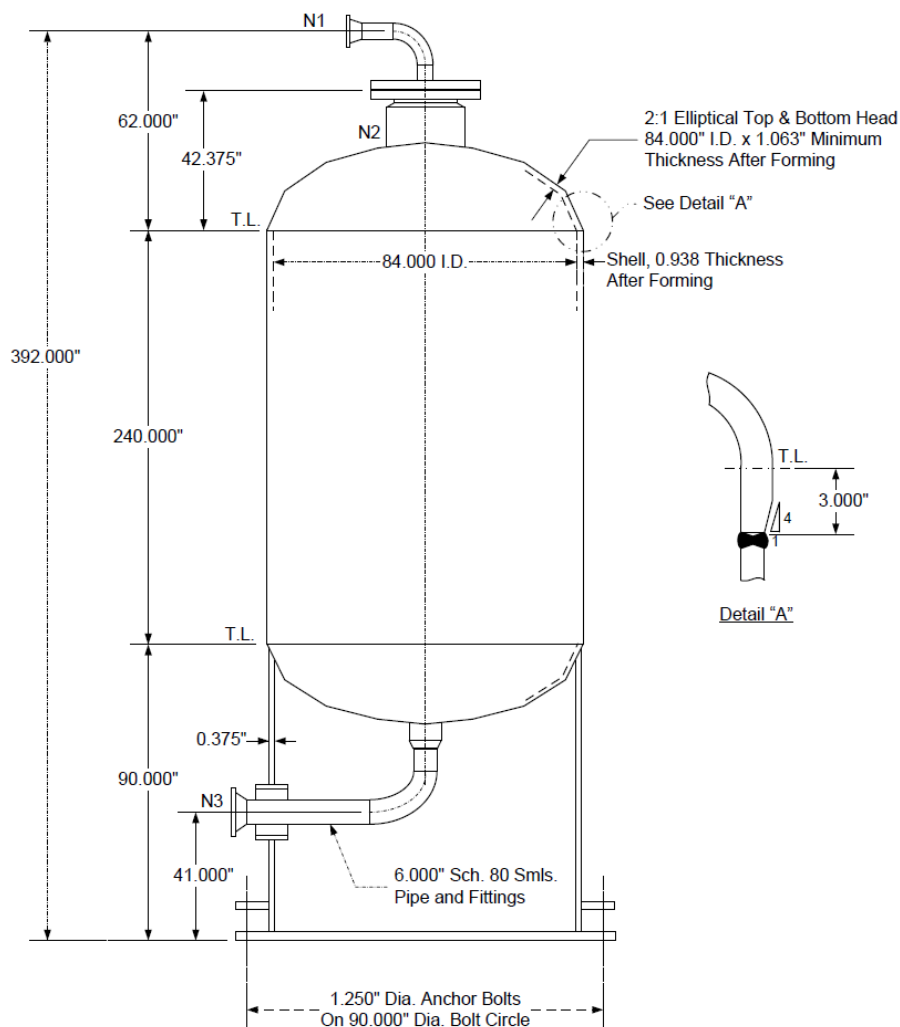 N1
62.000"
42.375"
N2
2:1 Elliptical Top & Bottom Head
84.000" I.D. x 1.063" Minimum
Thickness After Forming
See Detail “A”
T.L.
84.000 I.D.
Shell, 0.938 Thickness
After Forming
392.000"
240.000"
T.L.
3.000"
4
1
Detail “A”
T.L.
0.375"
90.000"
N3
41.000"
6.000" Sch. 80 Smls.
Pipe and Fittings
1.250" Dia. Anchor Bolts
On 90.000" Dia. Bolt Circle